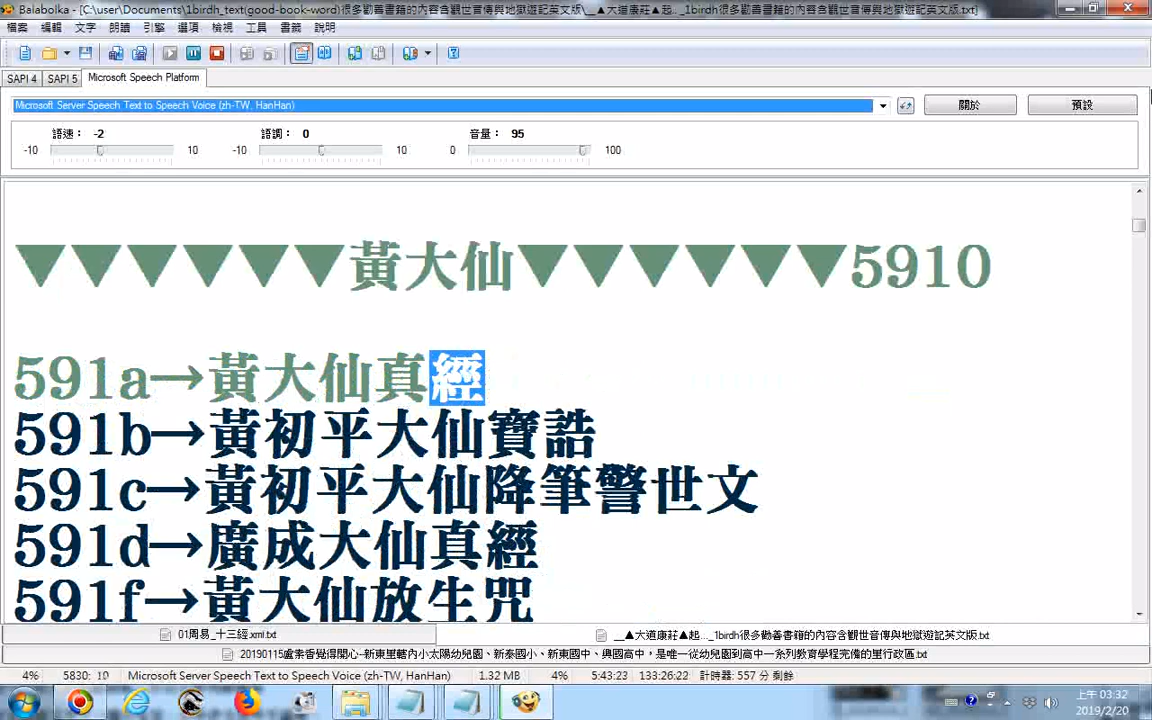 Balabolka - [C:\user\Documents\1birdh_text(good-book-word)很多勸善書籍的內容含觀世音傳與地獄遊記英文版\__▲大道康莊▲起..._1birdh很多勸善書籍的內容含觀世音傳與地獄遊記英文版.txt]
檔案 編輯 文字 朗讀 引擎 選項 檢視 工具 書籤 說明
SAPI 4 SAPI 5 Microsoft Speech Platform
Microsoft Server Speech Text to Speech Voice (zh-TW, HanHan) 關於 預設
語速： -2 語調： 0 音量： 95
-10 10 -10 10 0 100
▼▼▼▼▼▼黃大仙▼▼▼▼▼▼5910
591a→黃大仙真經
591b→黃初平大仙寶誥
591c→黃初平大仙降筆警世文
591d→廣成大仙真經
591f→黃大仙放生咒
01周易_十三經.xml.txt __▲大道康莊▲起..._1birdh很多勸善書籍的內容含觀世音傳與地獄遊記英文版.txt
20190115盧素香覺得開心-新東里轄內小太陽幼兒園、新泰國小、新東國中、興國高中，是唯一從幼兒園到高中一系列教育學程完備的里行政區.txt
4% 5830: 10 Microsoft Server Speech Text to Speech Voice (zh-TW, HanHan) 1.32 MB 4% 5:43:23 133:26:22 計時器: 557 分 剩餘
上午 03:32
2019/2/20